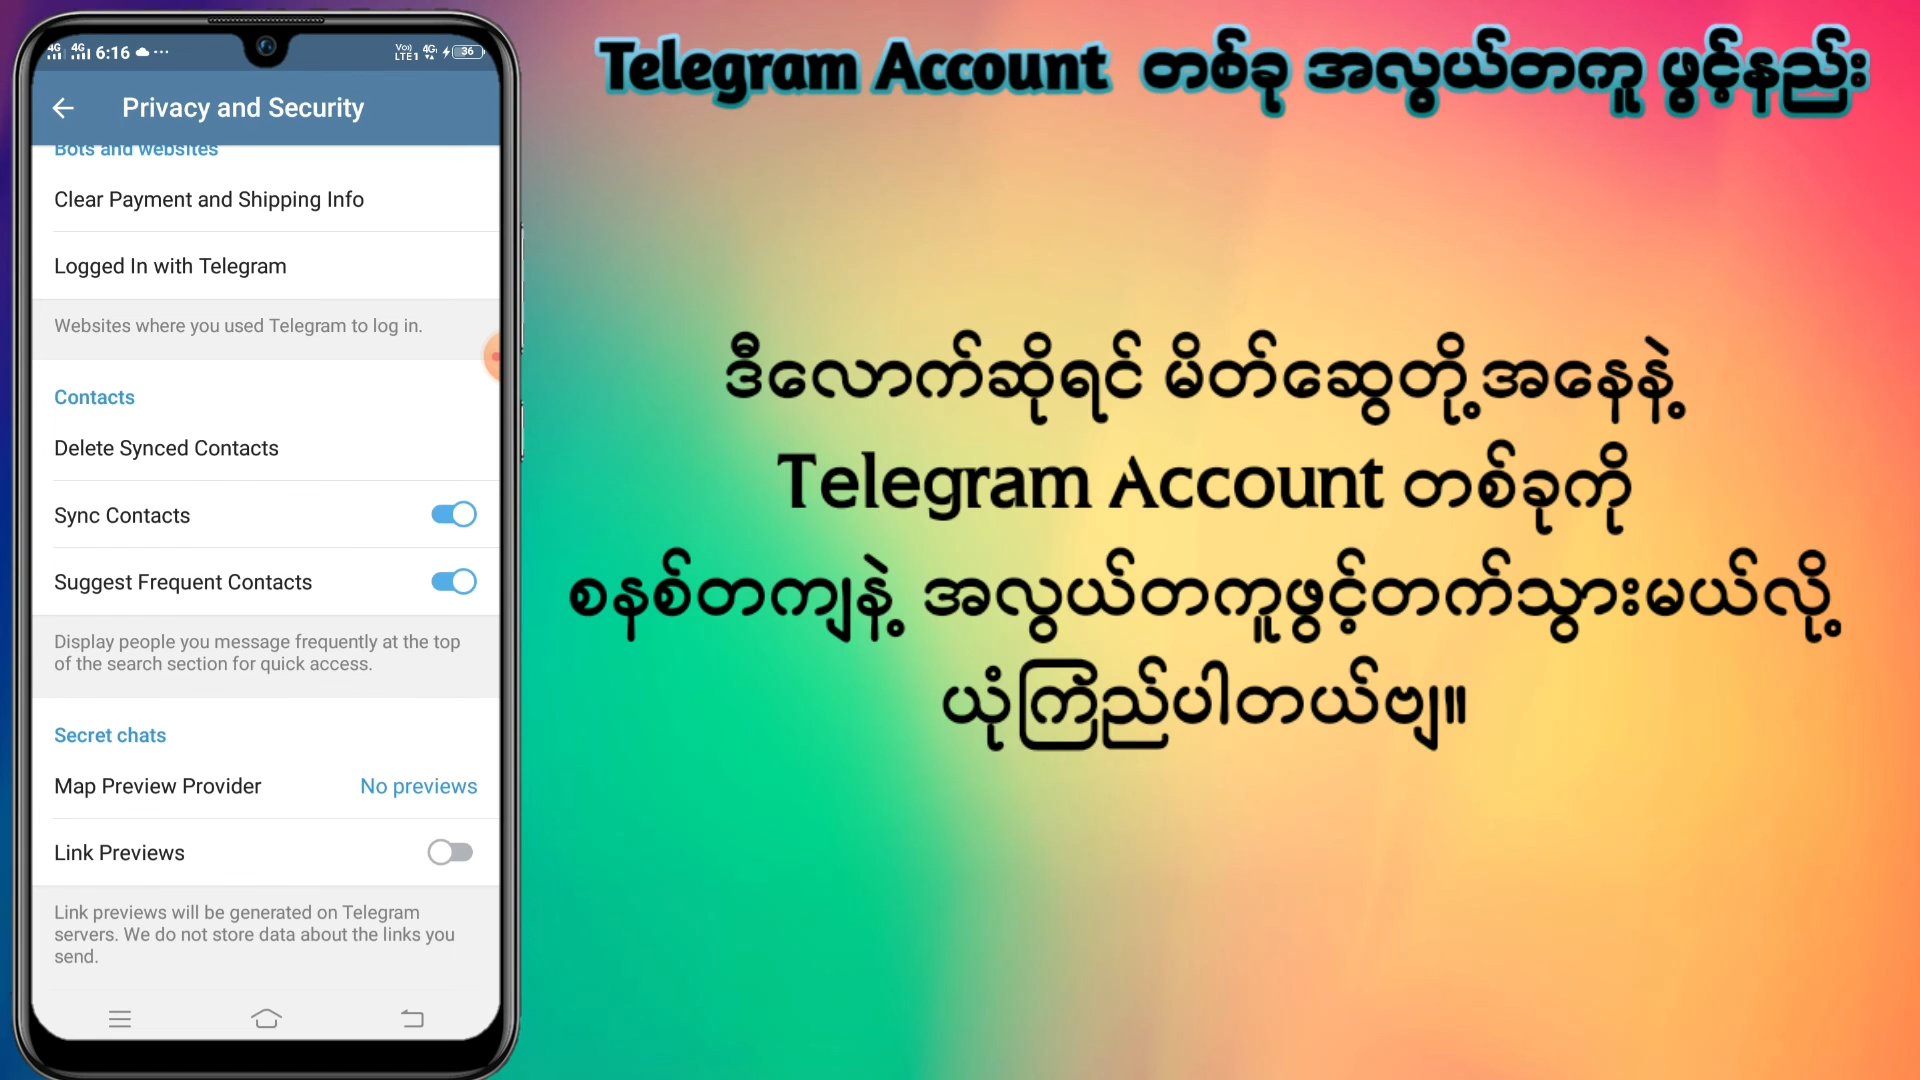 4G 4G 6:16 ...
Vo) LTE1 4G 36
Telegram Account တစ်ခု အလွယ်တကူ ဖွင့်နည်း
Privacy and Security
Bots and websites
Clear Payment and Shipping Info
Logged In with Telegram
Websites where you used Telegram to log in.
Contacts
Delete Synced Contacts
Sync Contacts
Suggest Frequent Contacts
Display people you message frequently at the top
of the search section for quick access.
Secret chats
Map Preview Provider No previews
Link Previews
Link previews will be generated on Telegram
servers. We do not store data about the links you
send.
ဒီလောက်ဆိုရင် မိတ်ဆွေတို့အနေနဲ့
Telegram Account တစ်ခုကို
စနစ်တကျနဲ့ အလွယ်တကူဖွင့်တက်သွားမယ်လို့
ယုံကြည်ပါတယ်ဗျ။